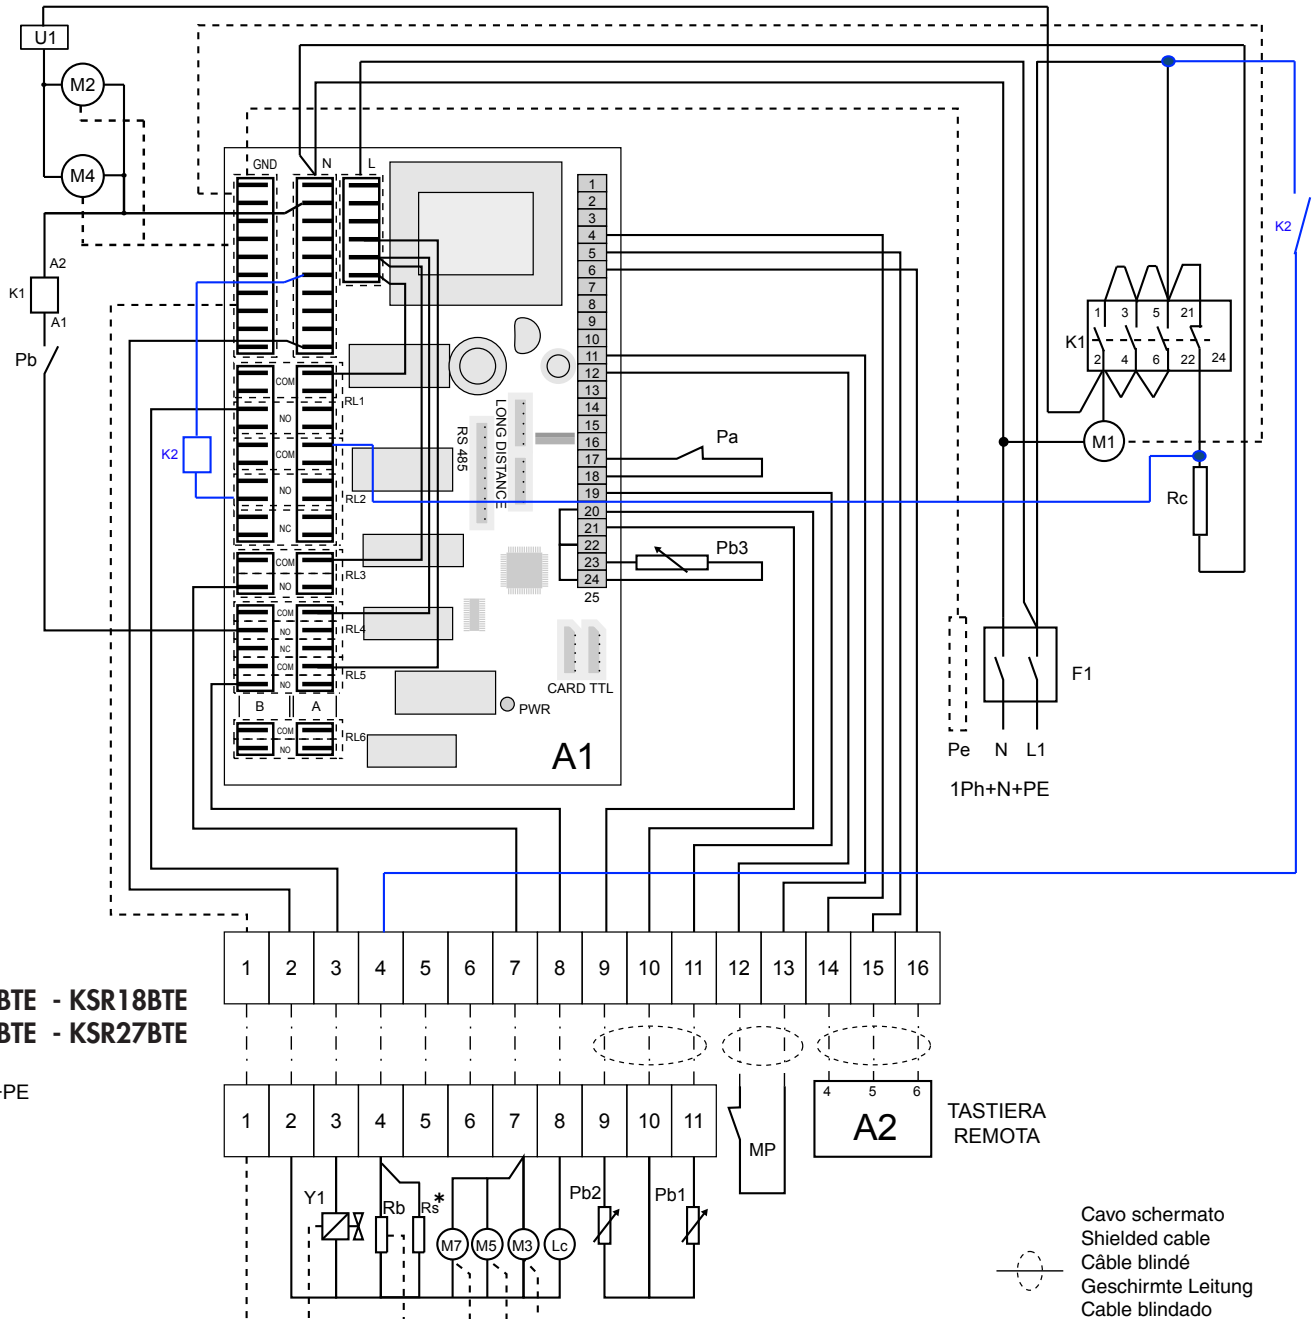 U1
M2
M4
GND N L
A2
K1
A1
Pb
K2
COM
RL1
NO
COM
NO
RL2
NC
COM
RL3
NO
COM
NO
RL4
NC
COM
RL5
NO
B A
COM
RL6
NO
RS 485
LONG DISTANCE
CARD TTL
PWR
A1
1
2
3
4
5
6
7
8
9
10
11
12
13
14
15
16
17
18
19
20
21
22
23
24
25
Pa
Pb3
K2
1 3 5 21
K1
2 4 6 22 24
M1
Rc
F1
Pe N L1
1Ph+N+PE
1 2 3 4 5 6 7 8 9 10 11 12 13 14 15 16
BTE - KSR18BTE
BTE - KSR27BTE
+PE
1 2 3 4 5 6 7 8 9 10 11
4 5 6
A2
TASTIERA
REMOTA
MP
Y1
Rb
Rs*
M7 M5 M3 Lc
Pb2
Pb1
Cavo schermato
Shielded cable
Câble blindé
Geschirmte Leitung
Cable blindado